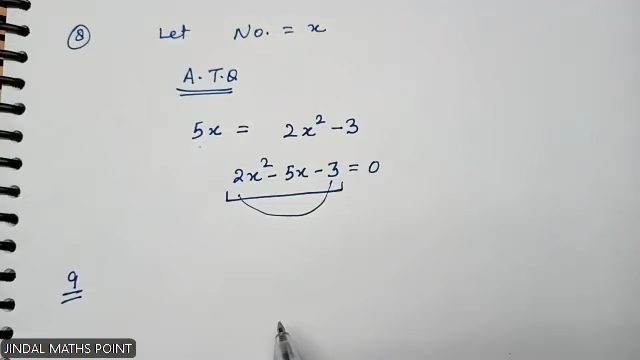 ⑧ Let No. = x
A.T.Q
5x = 2x² - 3
2x² - 5x - 3 = 0
9
JINDAL MATHS POINT